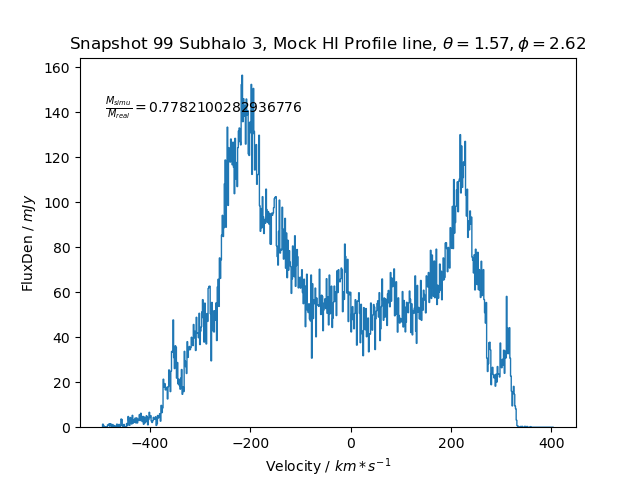 Snapshot 99 Subhalo 3, Mock HI Profile line, θ = 1.57, ϕ = 2.62
M_simu/M_real = 0.7782100282936776
FluxDen / mJy
160
140
120
100
80
60
40
20
0
−400 −200 0 200 400
Velocity / km * s⁻¹